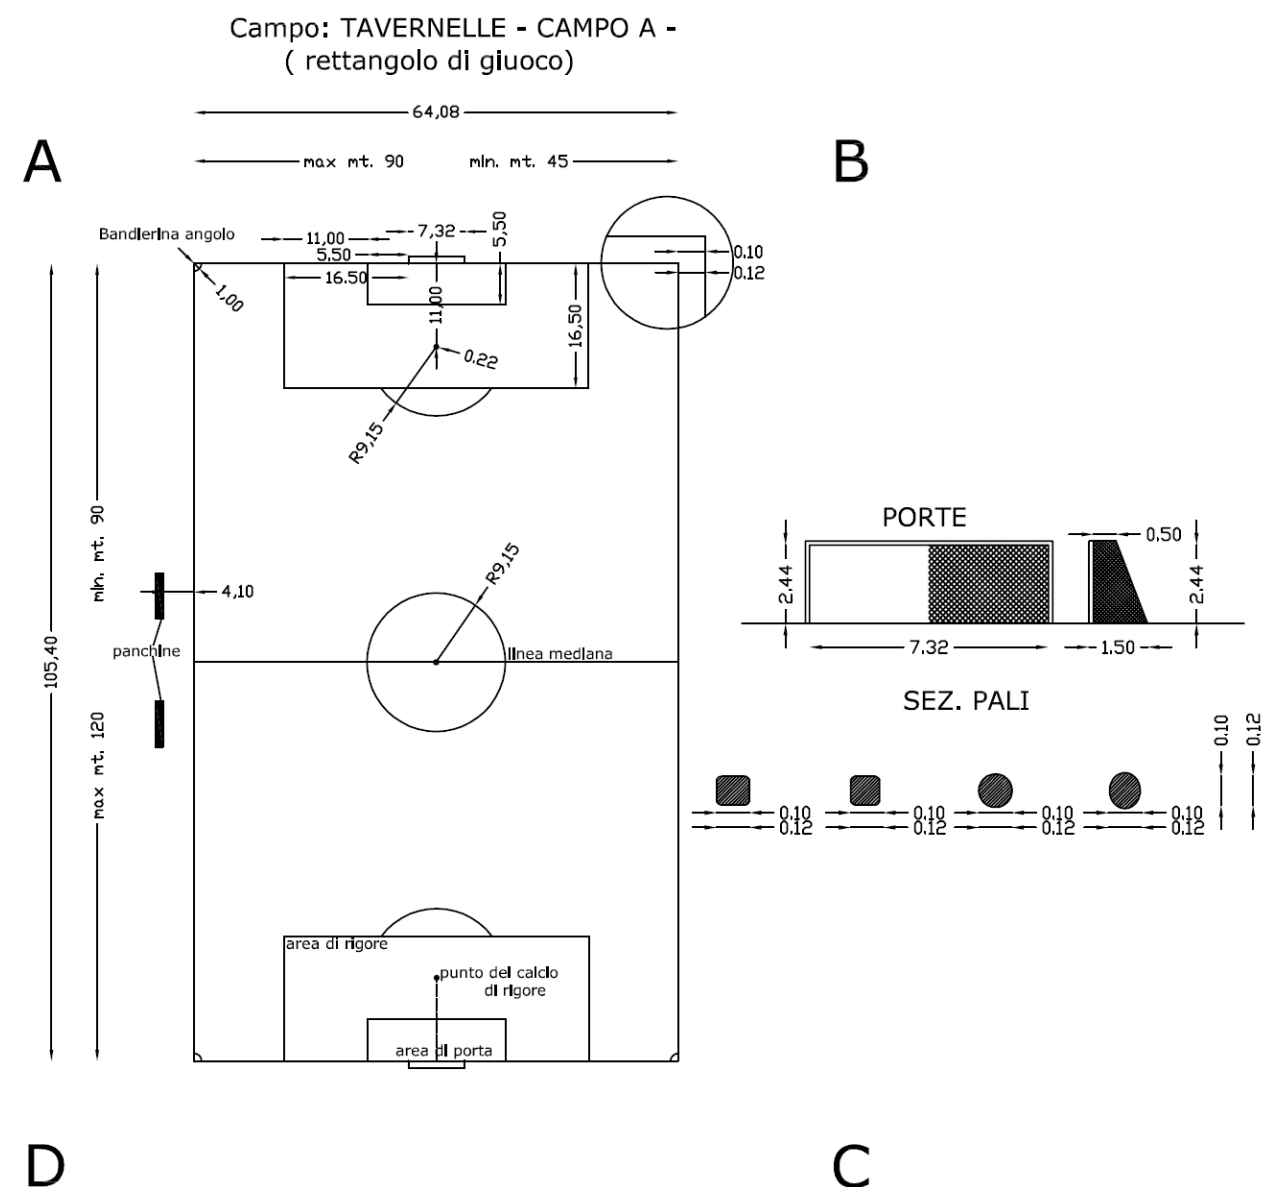 Campo: TAVERNELLE - CAMPO A -
( rettangolo di giuoco)
64,08
A
max mt. 90 min. mt. 45
B
Bandierina angolo
11,00
7,32
5,50
5.50
16.50
1,00
11,00
0.22
16,50
R9,15
0.10
0.12
min. mt. 90
max mt. 120
105,40
4,10
panchine
R9,15
linea mediana
PORTE
2.44
7.32
0,50
1.50
2.44
SEZ. PALI
0.10
0.12
0.10
0.12
0.10
0.12
0.10
0.12
0.10
0.12
area di rigore
punto del calcio
di rigore
area di porta
D
C